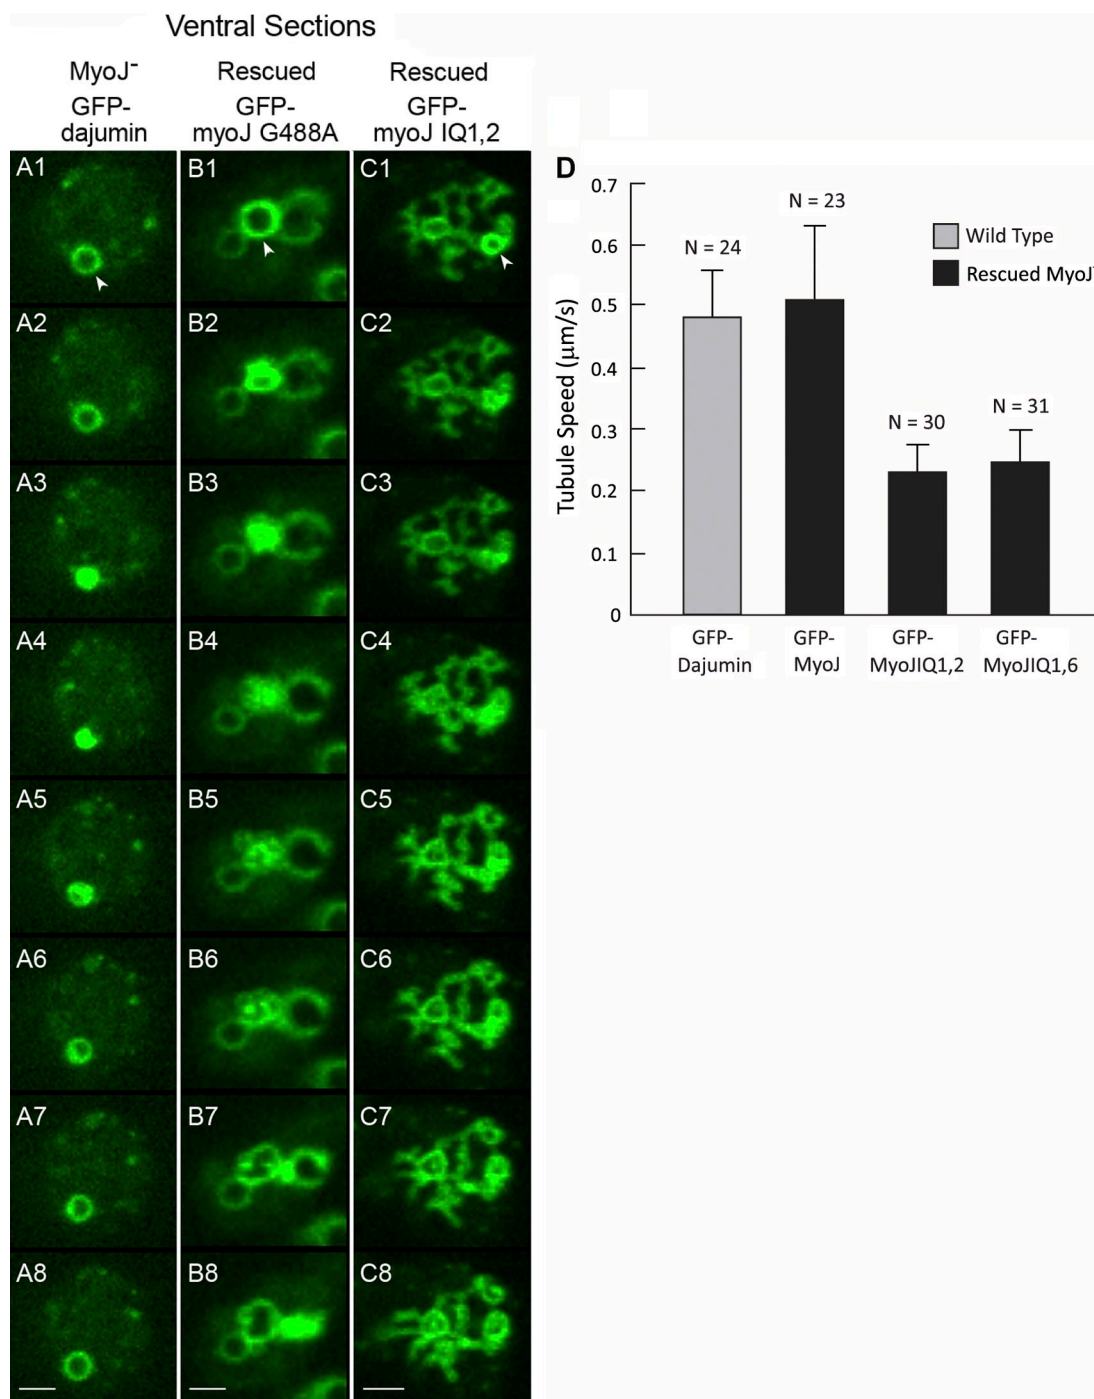 Ventral Sections
MyoJ⁻
GFP-
dajumin
Rescued
GFP-
myoJ G488A
Rescued
GFP-
myoJ IQ1,2
A1
B1
C1
A2
B2
C2
A3
B3
C3
A4
B4
C4
A5
B5
C5
A6
B6
C6
A7
B7
C7
A8
B8
C8
D
Tubule Speed (μm/s)
0.7
0.6
0.5
0.4
0.3
0.2
0.1
0
N = 24
N = 23
N = 30
N = 31
Wild Type
Rescued MyoJ⁻
GFP-
Dajumin
GFP-
MyoJ
GFP-
MyoJIQ1,2
GFP-
MyoJIQ1,6